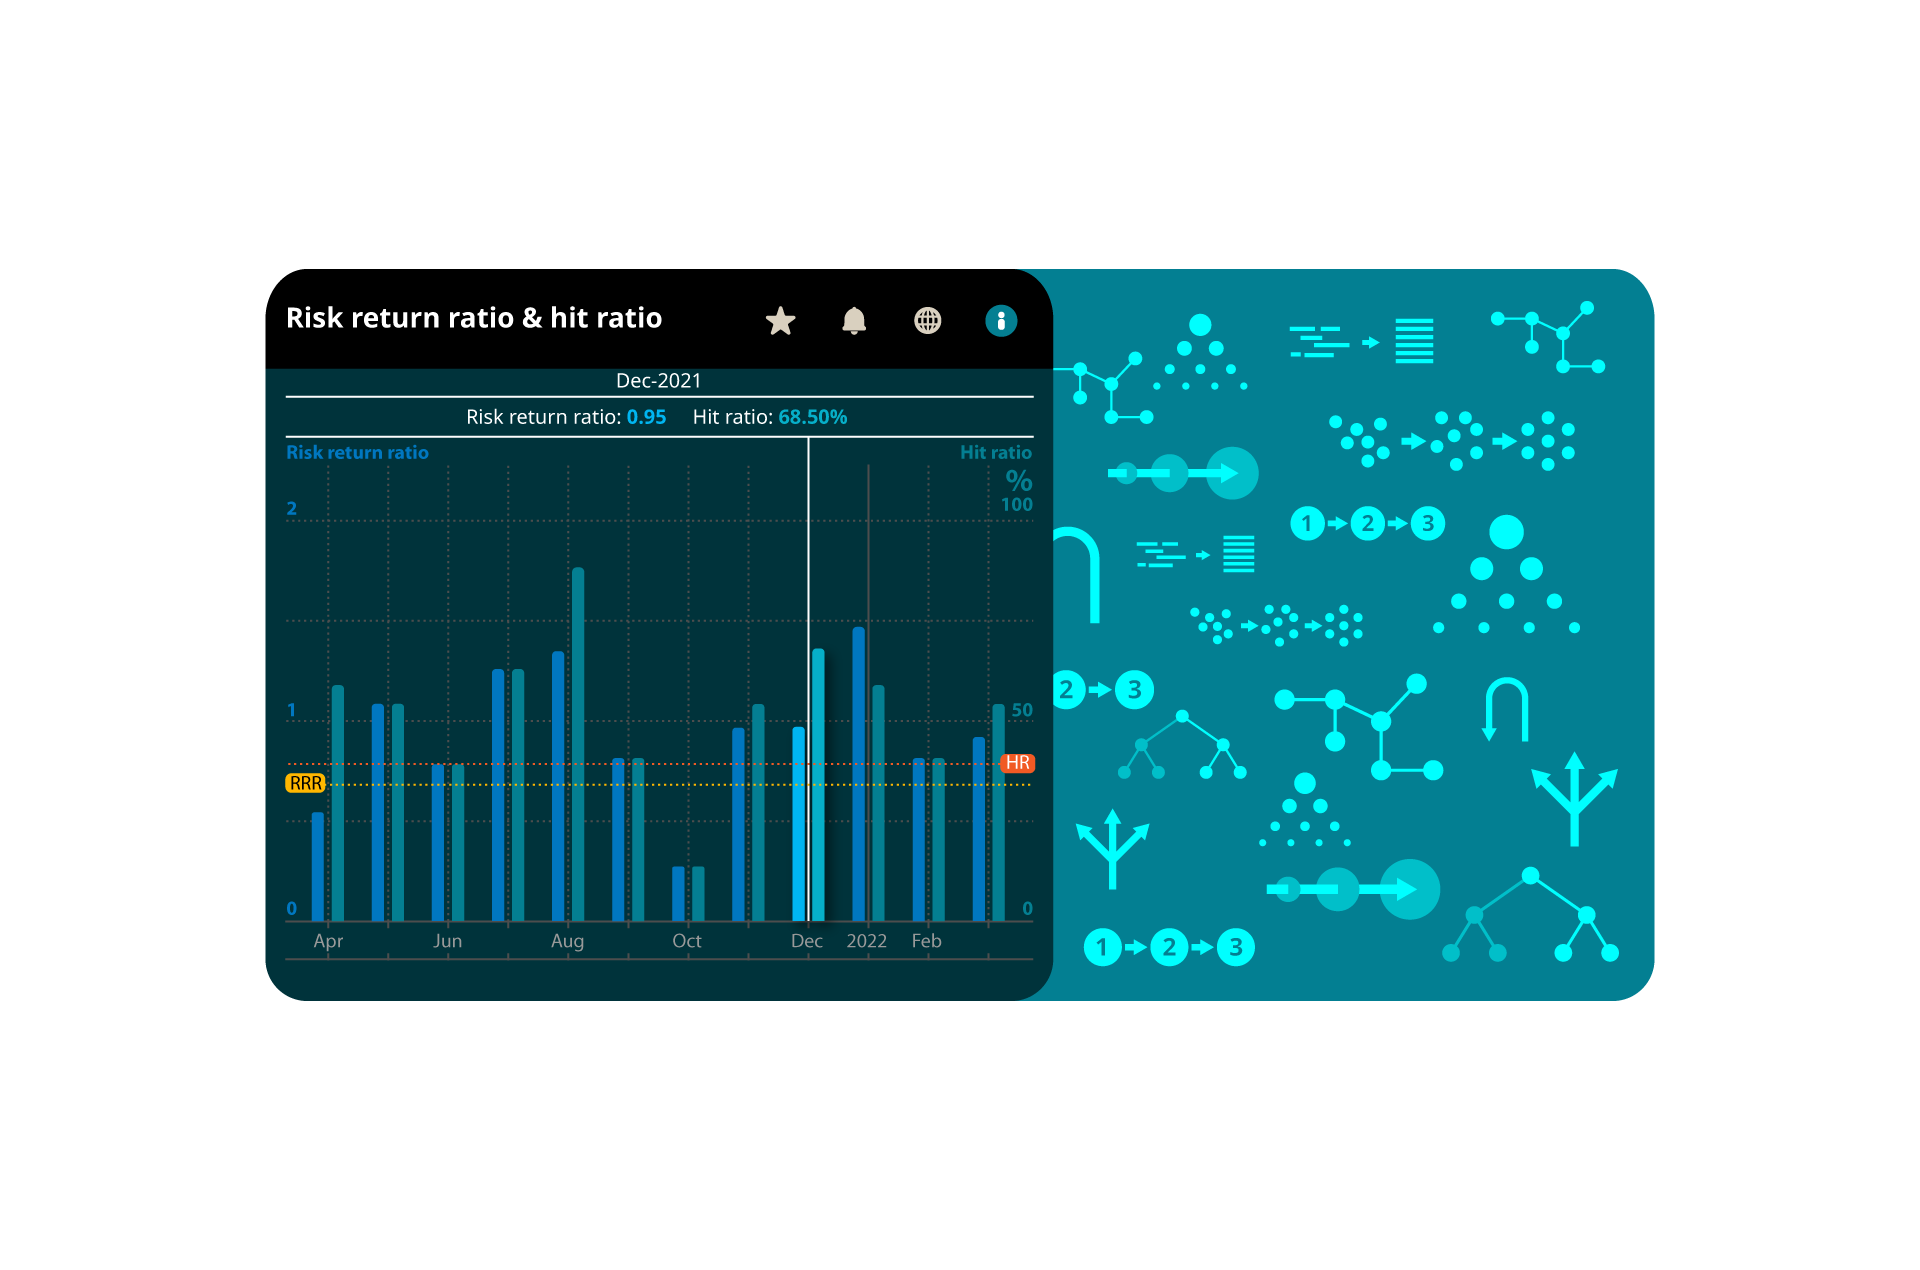 Risk return ratio & hit ratio
Dec-2021
Risk return ratio: 0.95 Hit ratio: 68.50%
Risk return ratio
Hit ratio
%
2
100
1
50
HR
RRR
0
0
Apr Jun Aug Oct Dec 2022 Feb
1 2 3
2 3
1 2 3